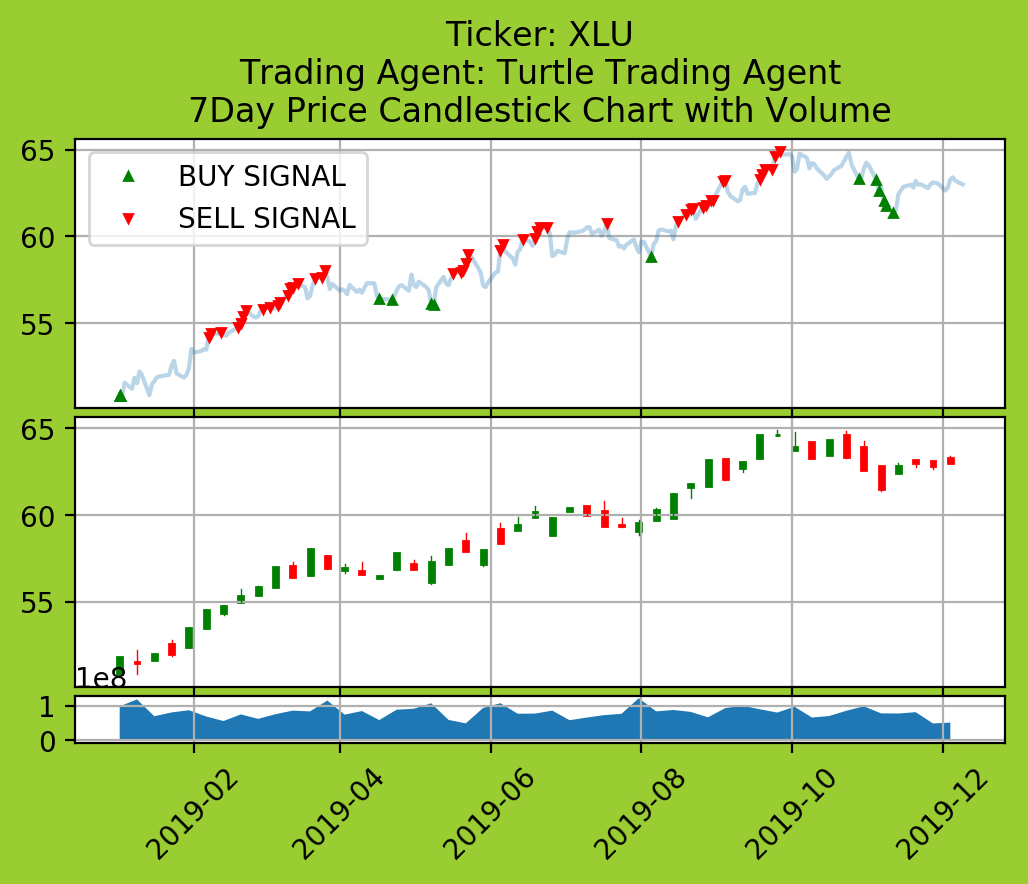 Ticker: XLU
Trading Agent: Turtle Trading Agent
7Day Price Candlestick Chart with Volume
65
60
55
BUY SIGNAL
SELL SIGNAL
65
60
55
1e8
1
0
2019-02
2019-04
2019-06
2019-08
2019-10
2019-12